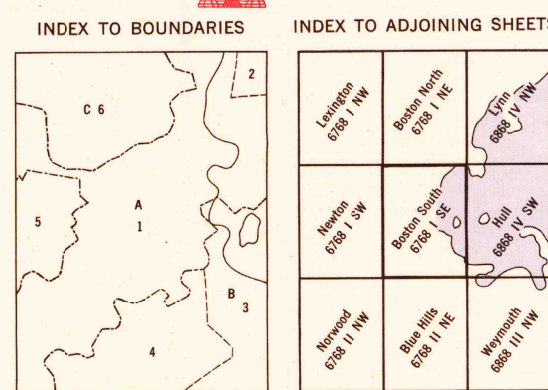 INDEX TO BOUNDARIES
2
C 6
A
1
5
B
3
4
INDEX TO ADJOINING SHEETS
Lexington
6768 I NW
Boston North
6768 I NE
Lynn
6868 IV NW
Newton
6768 I SW
Boston South
6768 I SE
Hull
6868 IV SW
Norwood
6768 II NW
Blue Hills
6768 II NE
Weymouth
6868 III NW